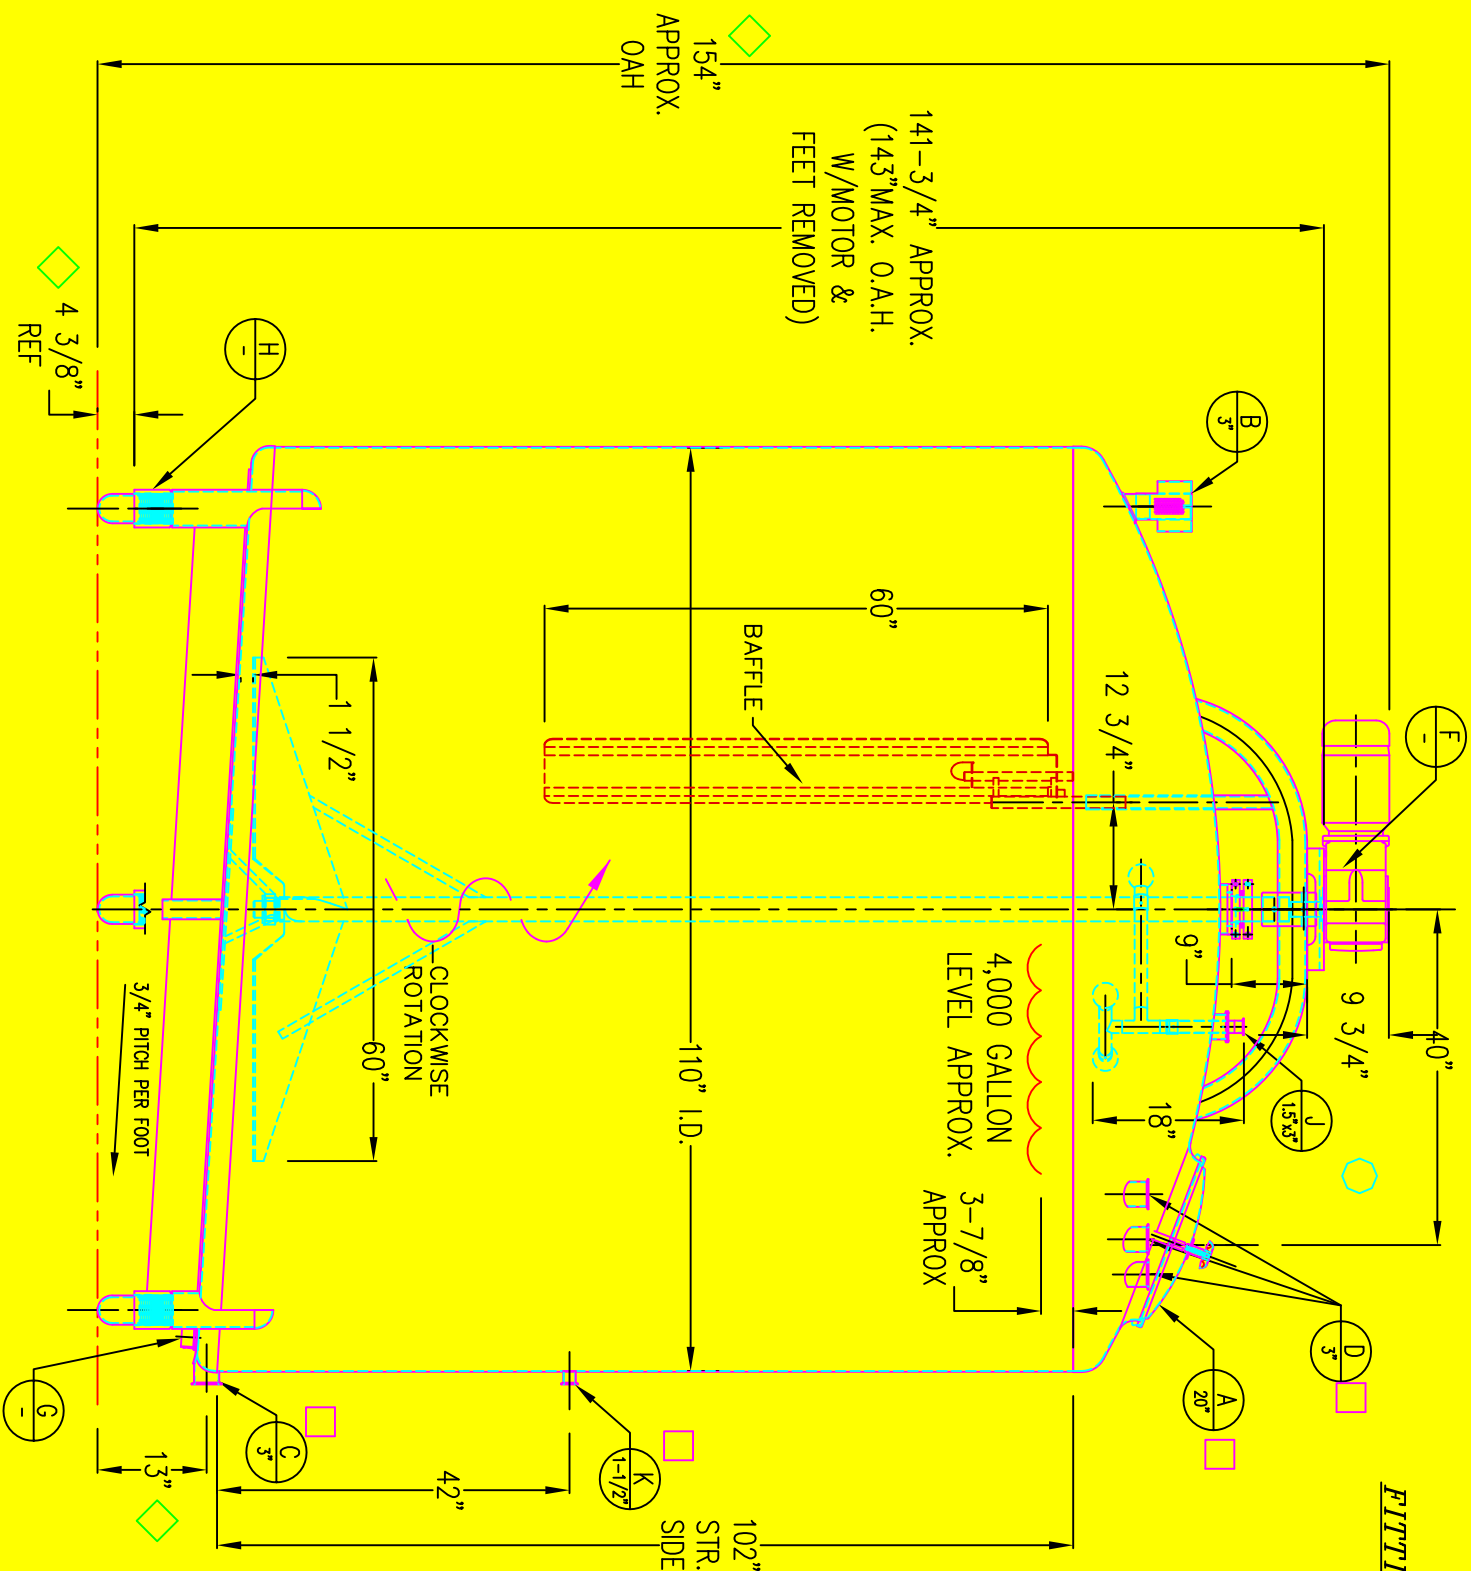 154"
APPROX.
OAH
141-3/4" APPROX.
(143"MAX. O.A.H.
W/MOTOR &
FEET REMOVED)
4 3/8"
REF
H
-
B
3"
F
-
60"
BAFFLE
12 3/4"
1 1/2"
9"
9 3/4"
40"
CLOCKWISE
ROTATION
60"
110" I.D.
4,000 GALLON
LEVEL APPROX.
3-7/8"
APPROX
18"
J
1.5"x3"
3/4" PITCH PER FOOT
D
3"
A
20"
G
-
C
3"
K
1-1/2"
13"
42"
102"
STR.
SIDE
FITTI